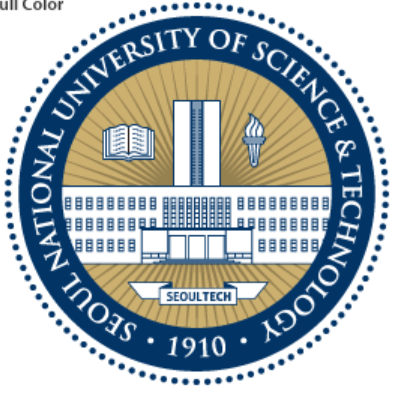 ull Color
SEOUL NATIONAL UNIVERSITY OF SCIENCE & TECHNOLOGY
SEOULTECH
· 1910 ·